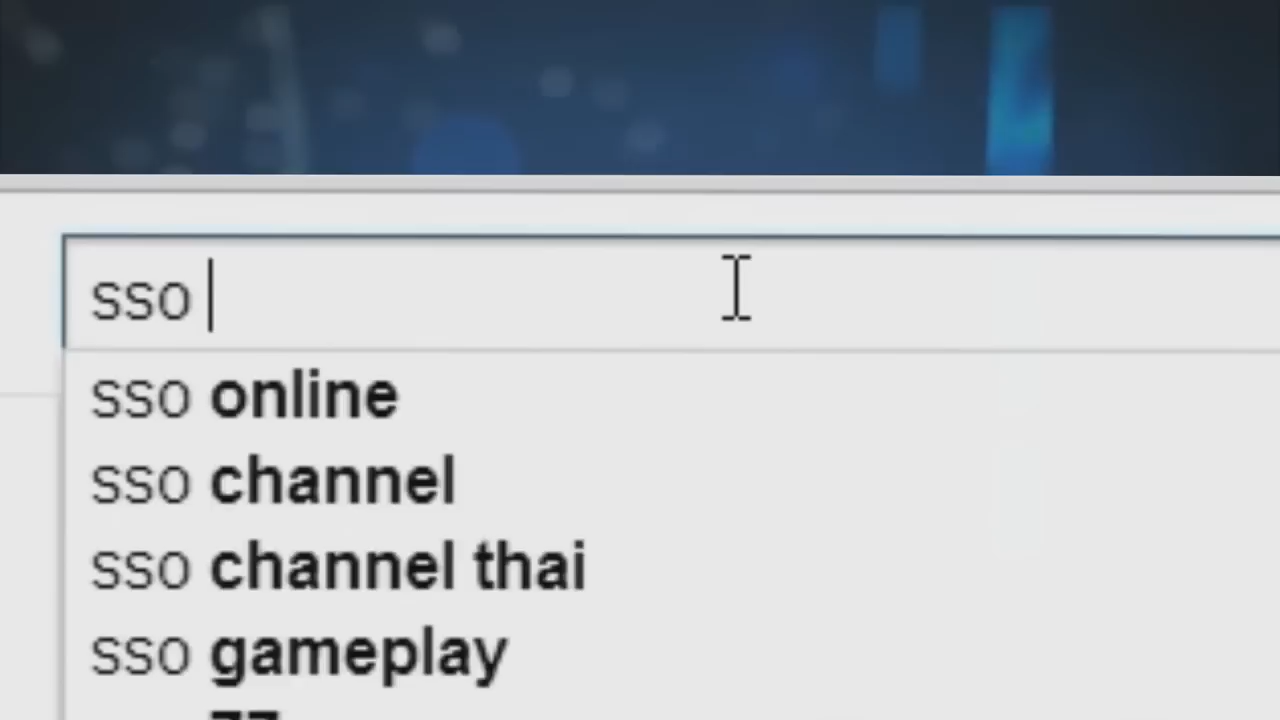 sso
sso online
sso channel
sso channel thai
sso gameplay